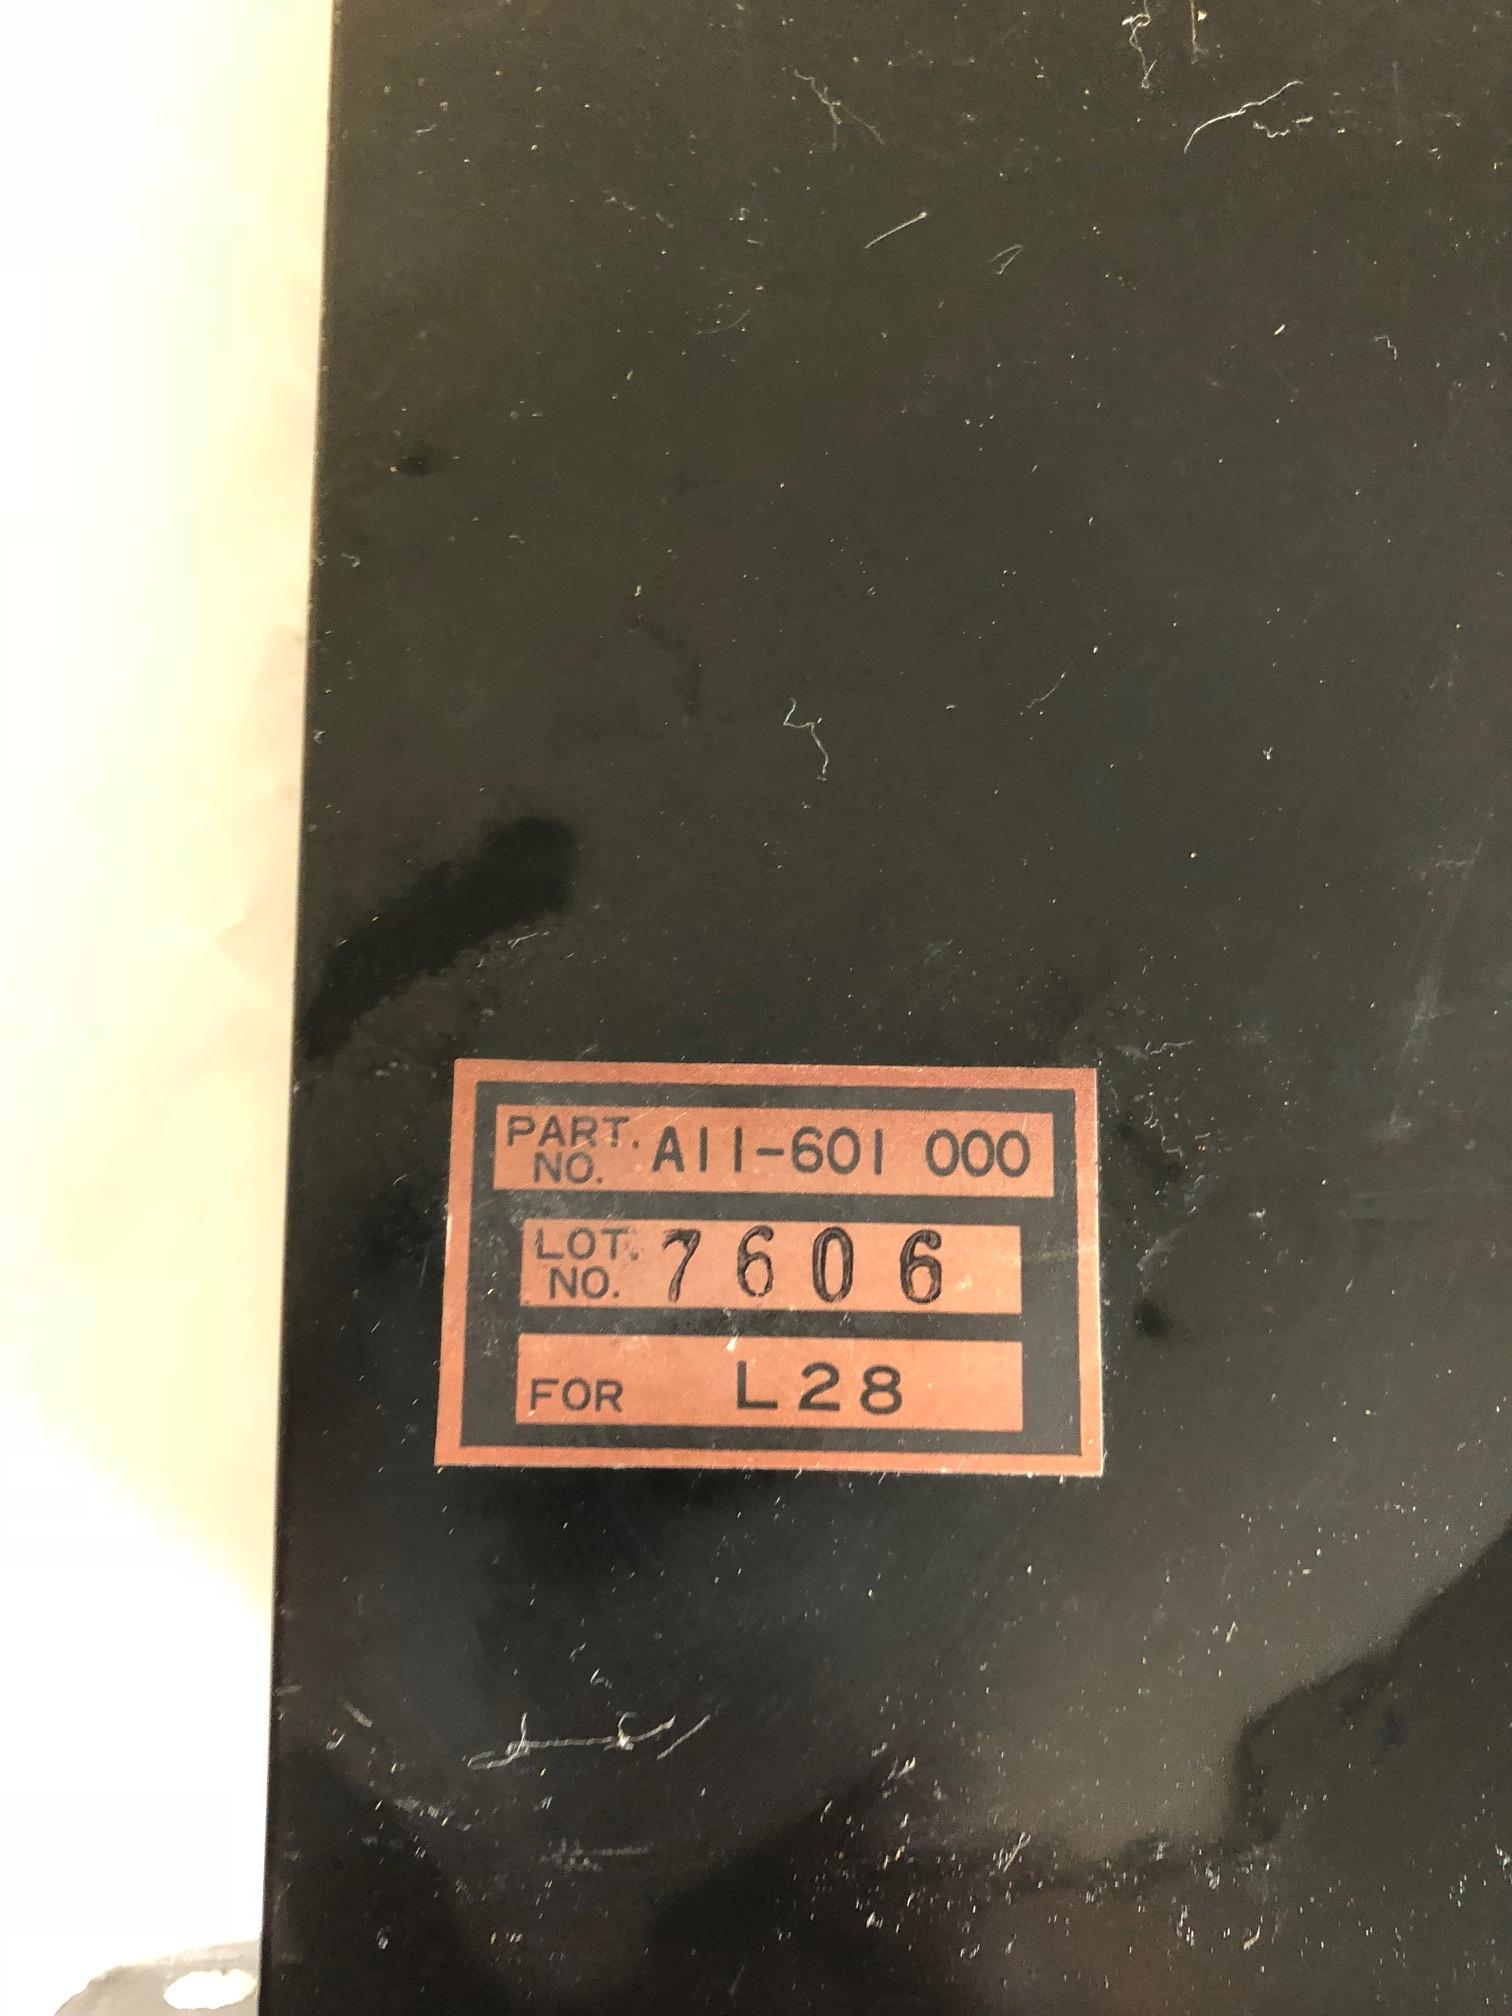 PART. NO. A11-601 000
LOT. NO. 7606
FOR L28